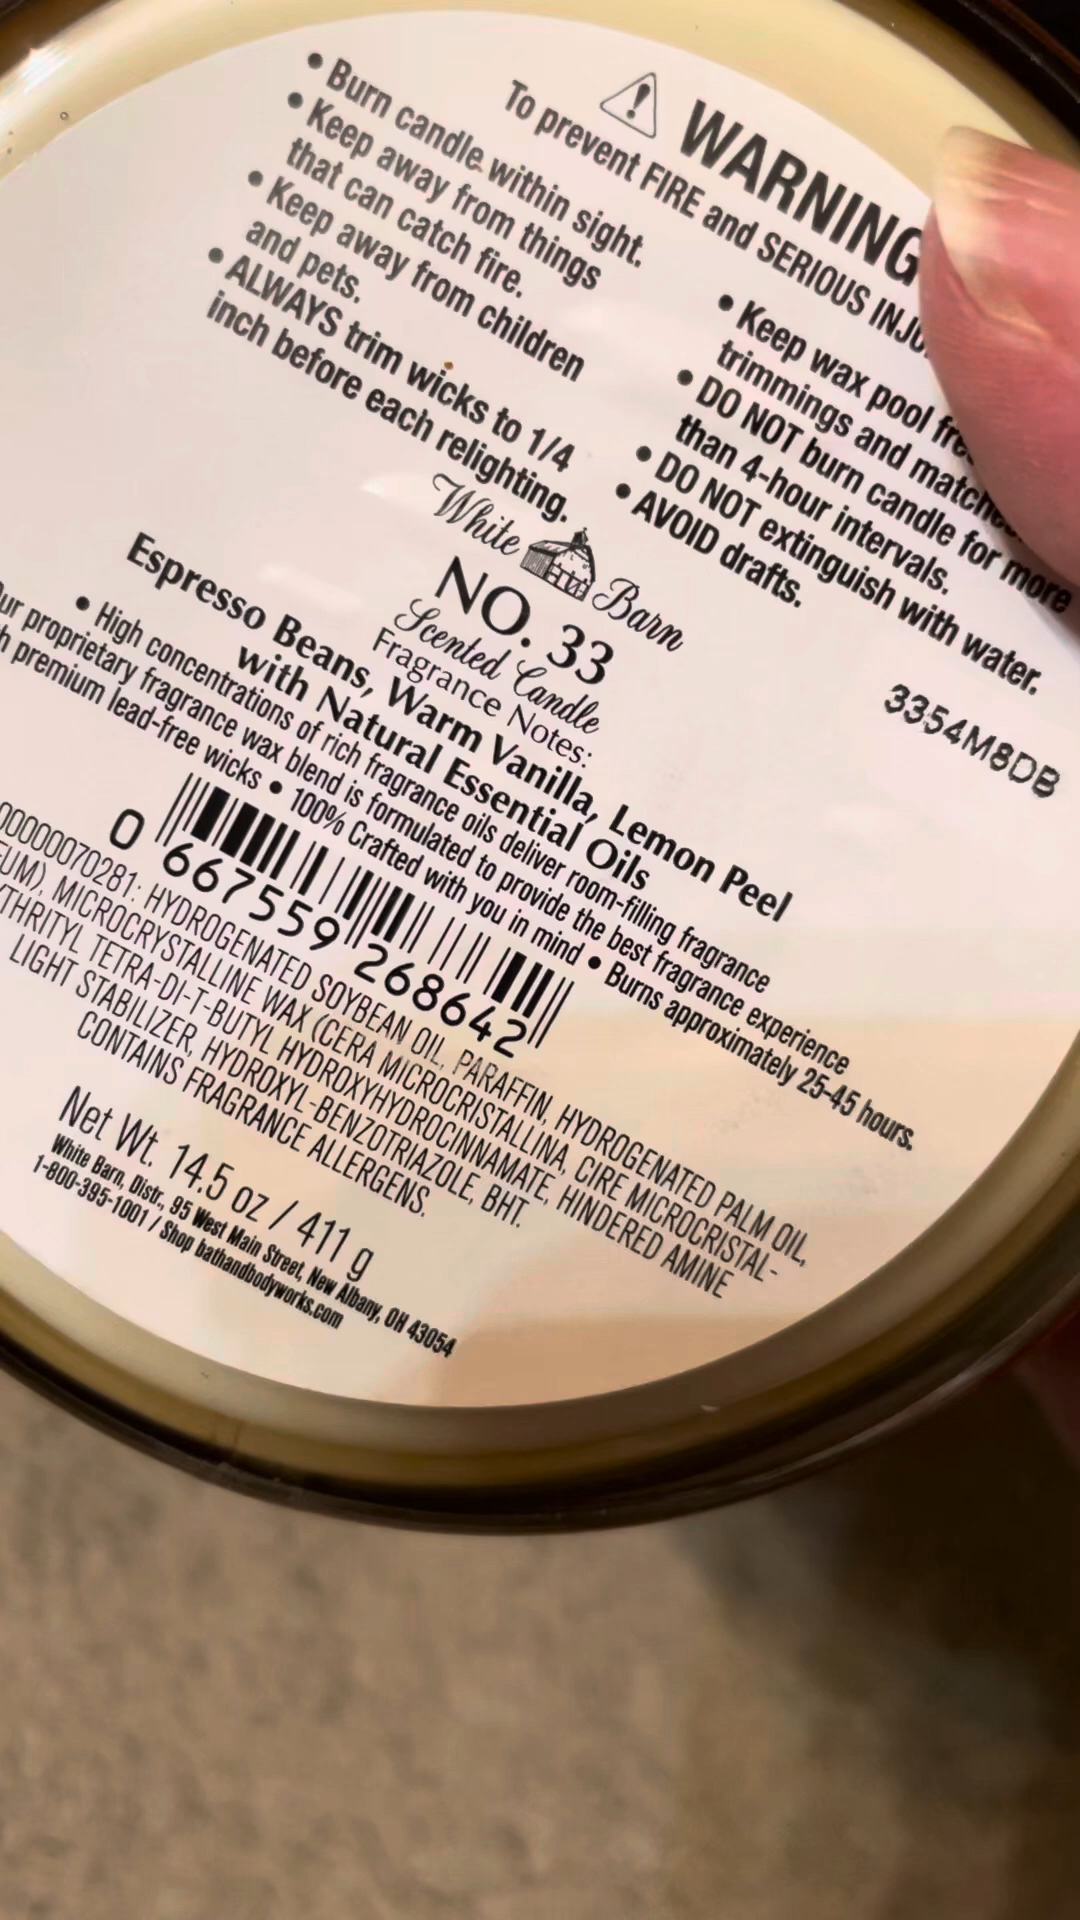 WARNING
To prevent FIRE and SERIOUS
• Burn candle within sight.
• Keep away from things
that can catch fire.
• Keep away from children
and pets.
• ALWAYS trim wicks to 1/4
inch before each relighting.
• Keep wax pool
trimmings and
• DO NOT burn candle for more
than 4-hour intervals.
• DO NOT extinguish with water.
• AVOID drafts.
White Barn
NO. 33
Scented Candle
Fragrance Notes:
Espresso Beans, Warm Vanilla, Lemon Peel
with Natural Essential Oils
• High concentrations of rich fragrance oils deliver room-filling fragrance
proprietary fragrance wax blend is formulated to provide the best fragrance experience
premium lead-free wicks • 100% Crafted with you in mind • Burns approximately 25-45 hours.
3354M8DB
0 667559 268642
HYDROGENATED SOYBEAN OIL, PARAFFIN, HYDROGENATED PALM OIL,
MICROCRYSTALLINE WAX (CERA MICROCRISTALLINA, CIRE MICROCRISTAL-
TETRA-DI-T-BUTYL HYDROXYHYDROCINNAMATE, HINDERED AMINE
LIGHT STABILIZER, HYDROXYL-BENZOTRIAZOLE, BHT.
CONTAINS FRAGRANCE ALLERGENS.
Net Wt. 14.5 oz / 411 g
White Barn, Distr., 95 West Main Street, New Albany, OH 43054
1-800-395-1001 / Shop bathandbodyworks.com